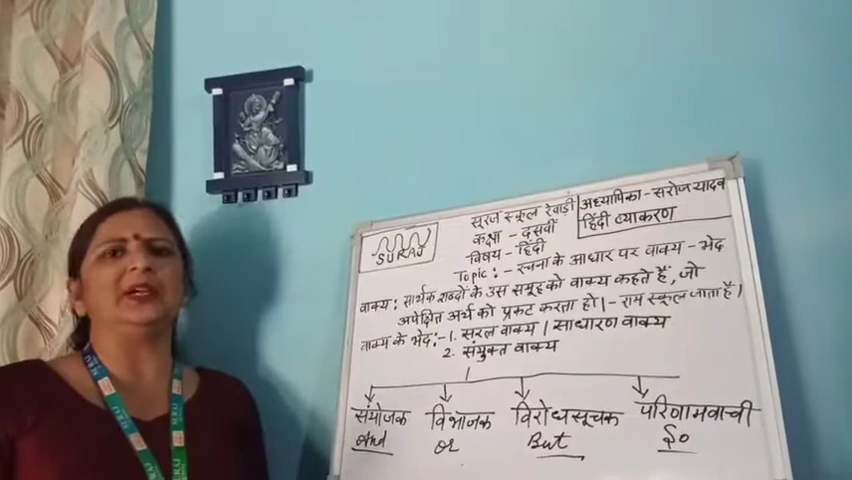 SURAJ
सूरज स्कूल रेवाड़ी
कक्षा - दसवीं
विषय - हिंदी
अध्यापिका - सरोज यादव
हिंदी व्याकरण
Topic : - रचना के आधार पर वाक्य - भेद
वाक्य : सार्थक शब्दों के उस समूह को वाक्य कहते हैं, जो
अपेक्षित अर्थ को प्रकट करता हो। - राम स्कूल जाता है।
वाक्य के भेद :- 1. सरल वाक्य / साधारण वाक्य
2. संयुक्त वाक्य
संयोजक विभाजक विरोधसूचक परिणामवाची
and or But So